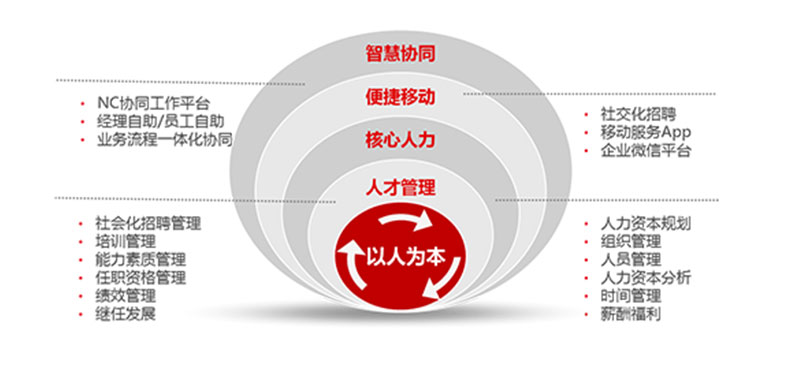 智慧协同
便捷移动
核心人力
人才管理
以人为本
• NC协同工作平台
• 经理自助/员工自助
• 业务流程一体化协同
• 社交化招聘
• 移动服务App
• 企业微信平台
• 社会化招聘管理
• 培训管理
• 能力素质管理
• 任职资格管理
• 绩效管理
• 继任发展
• 人力资本规划
• 组织管理
• 人员管理
• 人力资本分析
• 时间管理
• 薪酬福利